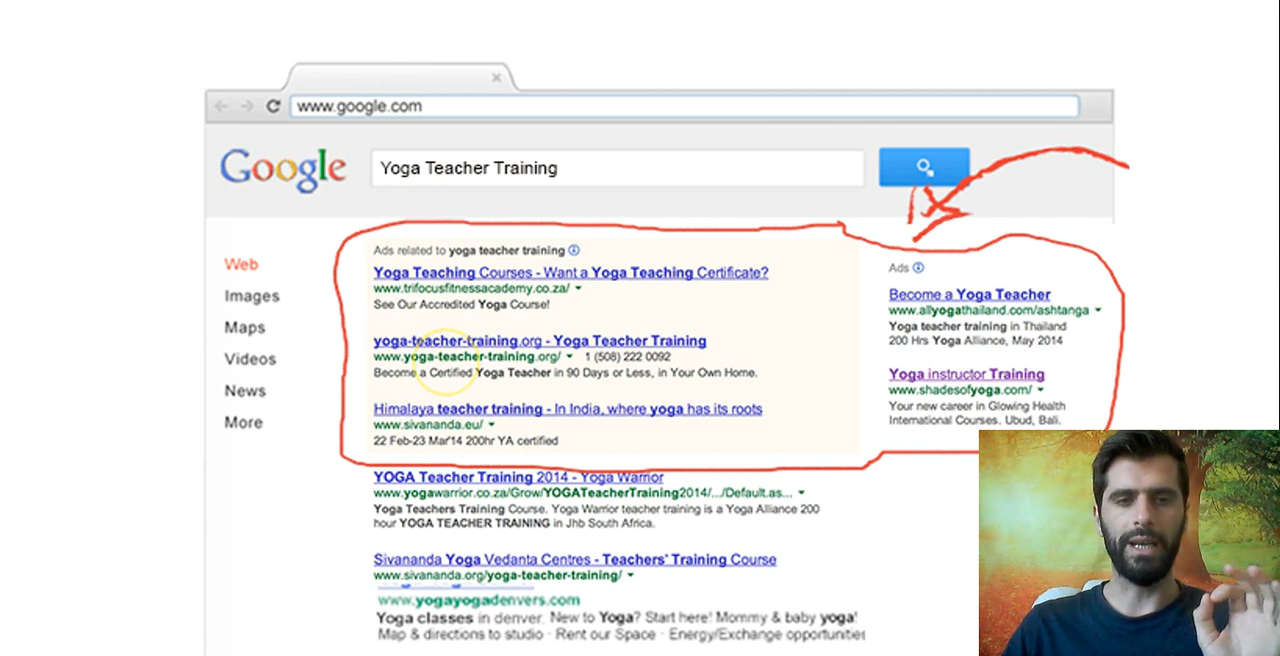 www.google.com
Google
Yoga Teacher Training
Web
Images
Maps
Videos
News
More
Ads related to yoga teacher training
Yoga Teaching Courses - Want a Yoga Teaching Certificate?
www.trifocusfitnessacademy.co.za/
See Our Accredited Yoga Course!
yoga-teacher-training.org - Yoga Teacher Training
www.yoga-teacher-training.org/ 1 (508) 222 0092
Become a Certified Yoga Teacher in 90 Days or Less, in Your Own Home.
Himalaya teacher training - In India, where yoga has its roots
www.sivananda.eu/
22 Feb-23 Mar'14 200hr YA certified
YOGA Teacher Training 2014 - Yoga Warrior
www.yogawarrior.co.za/Grow/YOGATeacherTraining2014/.../Default.as...
Yoga Teachers Training Course. Yoga Warrior teacher training is a Yoga Alliance 200
hour YOGA TEACHER TRAINING in Jhb South Africa.
Sivananda Yoga Vedanta Centres - Teachers' Training Course
www.sivananda.org/yoga-teacher-training/
www.yogayogadenvers.com
Yoga classes in denver. New to Yoga? Start here! Mommy & baby yoga!
Map & directions to studio · Rent our Space · Energy/Exchange opportunities
Ads
Become a Yoga Teacher
www.allyogathailand.com/ashtanga
Yoga teacher training in Thailand
200 Hrs Yoga Alliance, May 2014
Yoga instructor Training
www.shadesofyoga.com/
Your new career in Glowing Health
International Courses. Ubud, Bali.